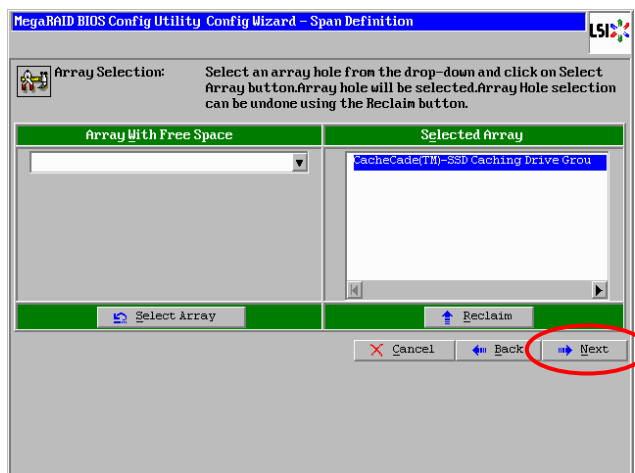 MegaRAID BIOS Config Utility Config Wizard – Span Definition
LSI
Array Selection: Select an array hole from the drop-down and click on Select
Array button.Array hole will be selected.Array Hole selection
can be undone using the Reclaim button.
Array With Free Space
Selected Array
CacheCade(TM)-SSD Caching Drive Grou
Select Array
Reclaim
Cancel
Back
Next